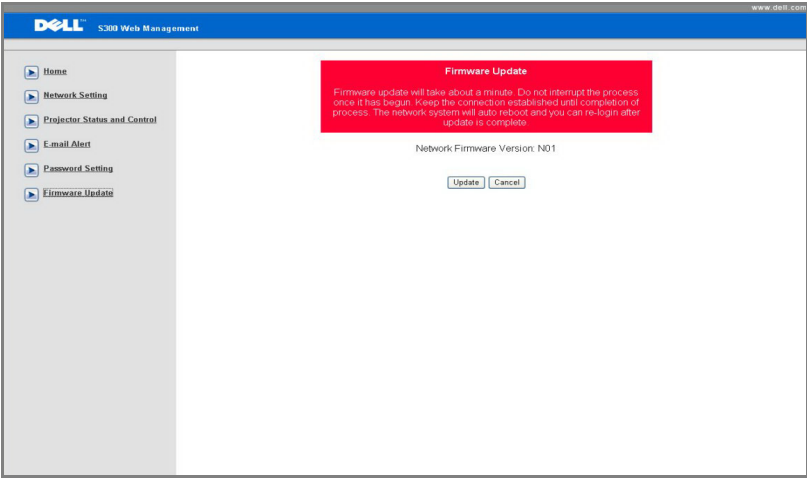 www.dell.com
DELL™ S300 Web Management
Home
Network Setting
Projector Status and Control
E-mail Alert
Password Setting
Firmware Update
Firmware Update
Firmware update will take about a minute. Do not interrupt the process
once it has begun. Keep the connection established until completion of
process. The network system will auto reboot and you can re-login after
update is complete.
Network Firmware Version: N01
Update Cancel